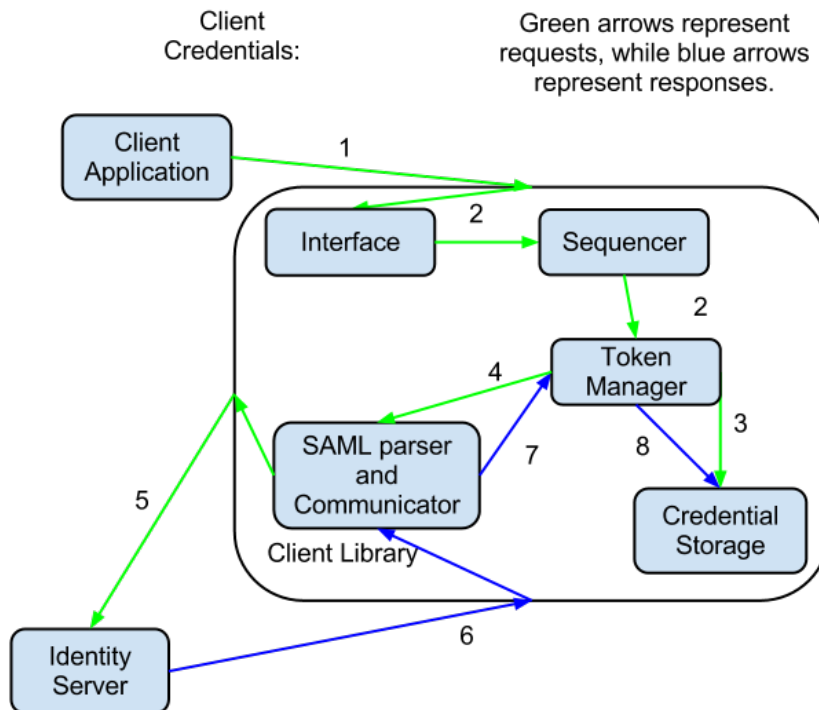 Client
Credentials:
Green arrows represent
requests, while blue arrows
represent responses.
Client
Application
1
Interface
2
Sequencer
2
Token
Manager
4
3
SAML parser
and
Communicator
7
8
5
Credential
Storage
Client Library
6
Identity
Server